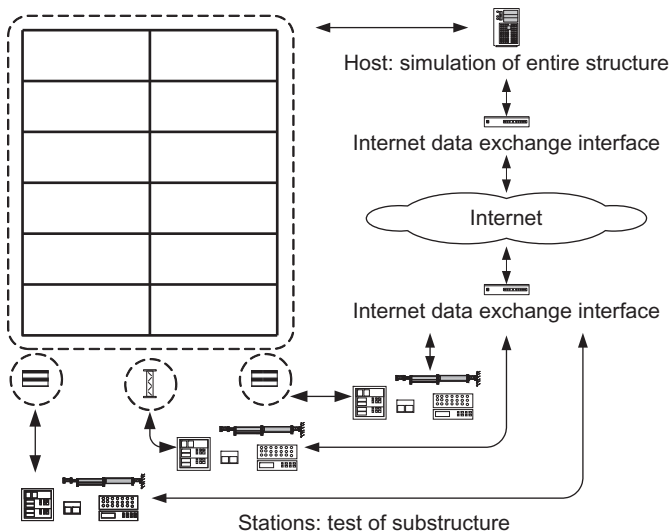 Host: simulation of entire structure
Internet data exchange interface
Internet
Internet data exchange interface
Stations: test of substructure